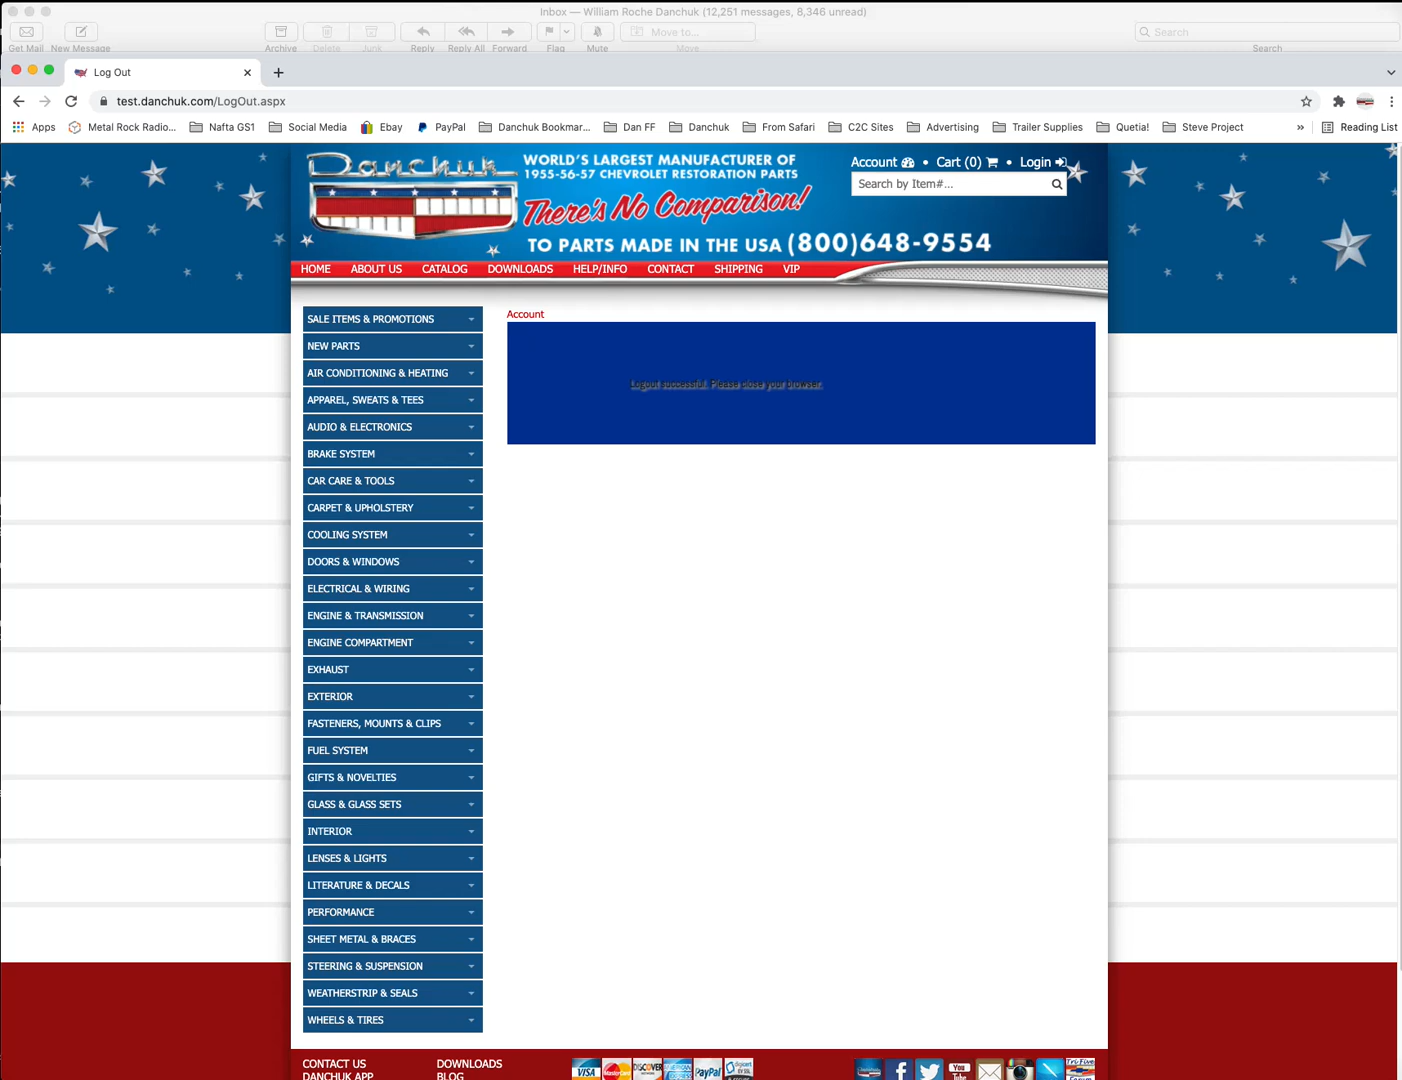 Inbox — William Roche Danchuk (12,251 messages, 8,346 unread)
Get Mail New Message Archive Delete Junk Reply Reply All Forward Flag Mute Move to... Move Search Search
Log Out
test.danchuk.com/LogOut.aspx
Apps Metal Rock Radio... Nafta GS1 Social Media Ebay PayPal Danchuk Bookmar... Dan FF Danchuk From Safari C2C Sites Advertising Trailer Supplies Quetia! Steve Project » Reading List
Danchuk
WORLD'S LARGEST MANUFACTURER OF
1955-56-57 CHEVROLET RESTORATION PARTS
There's No Comparison!
TO PARTS MADE IN THE USA (800)648-9554
Account • Cart (0) • Login
Search by Item#...
HOME ABOUT US CATALOG DOWNLOADS HELP/INFO CONTACT SHIPPING VIP
SALE ITEMS & PROMOTIONS
NEW PARTS
AIR CONDITIONING & HEATING
APPAREL, SWEATS & TEES
AUDIO & ELECTRONICS
BRAKE SYSTEM
CAR CARE & TOOLS
CARPET & UPHOLSTERY
COOLING SYSTEM
DOORS & WINDOWS
ELECTRICAL & WIRING
ENGINE & TRANSMISSION
ENGINE COMPARTMENT
EXHAUST
EXTERIOR
FASTENERS, MOUNTS & CLIPS
FUEL SYSTEM
GIFTS & NOVELTIES
GLASS & GLASS SETS
INTERIOR
LENSES & LIGHTS
LITERATURE & DECALS
PERFORMANCE
SHEET METAL & BRACES
STEERING & SUSPENSION
WEATHERSTRIP & SEALS
WHEELS & TIRES
Account
Logout successful. Please close your browser.
CONTACT US DOWNLOADS
DANCHUK APP BLOG
VISA MasterCard DISCOVER PayPal
You Tube
Tri-Five